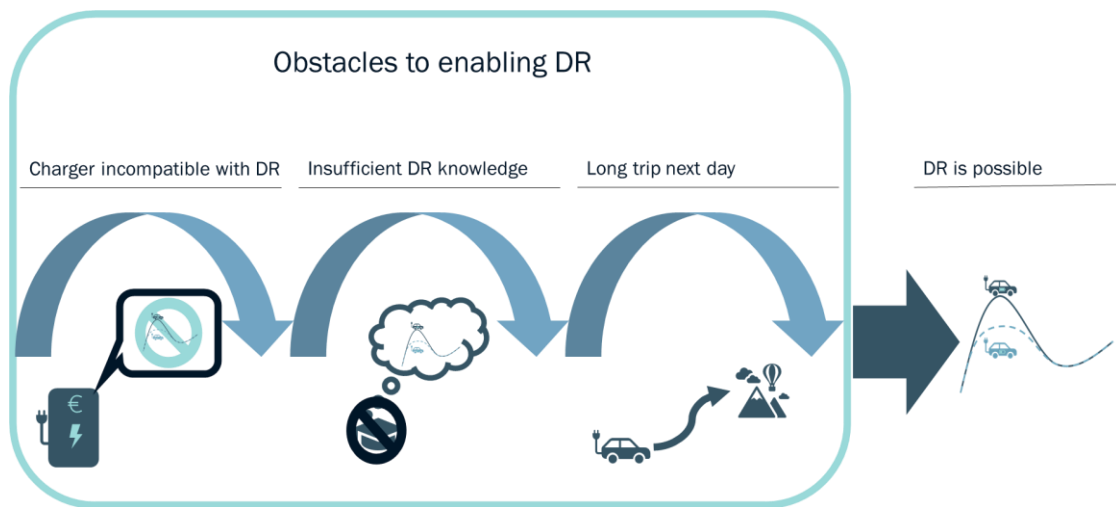 Obstacles to enabling DR
Charger incompatible with DR
Insufficient DR knowledge
Long trip next day
DR is possible
€